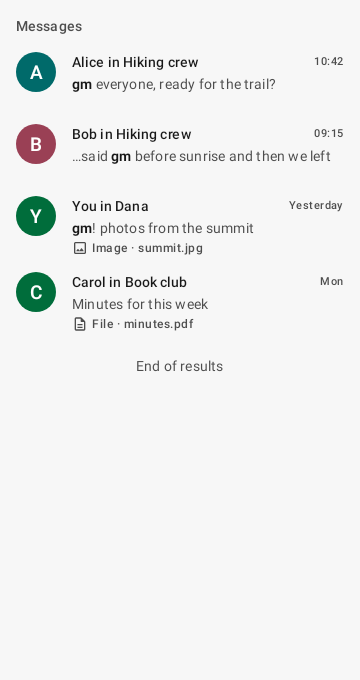 Messages
A
Alice in Hiking crew
10:42
gm everyone, ready for the trail?
B
Bob in Hiking crew
09:15
…said gm before sunrise and then we left
Y
You in Dana
Yesterday
gm! photos from the summit
Image · summit.jpg
C
Carol in Book club
Mon
Minutes for this week
File · minutes.pdf
End of results